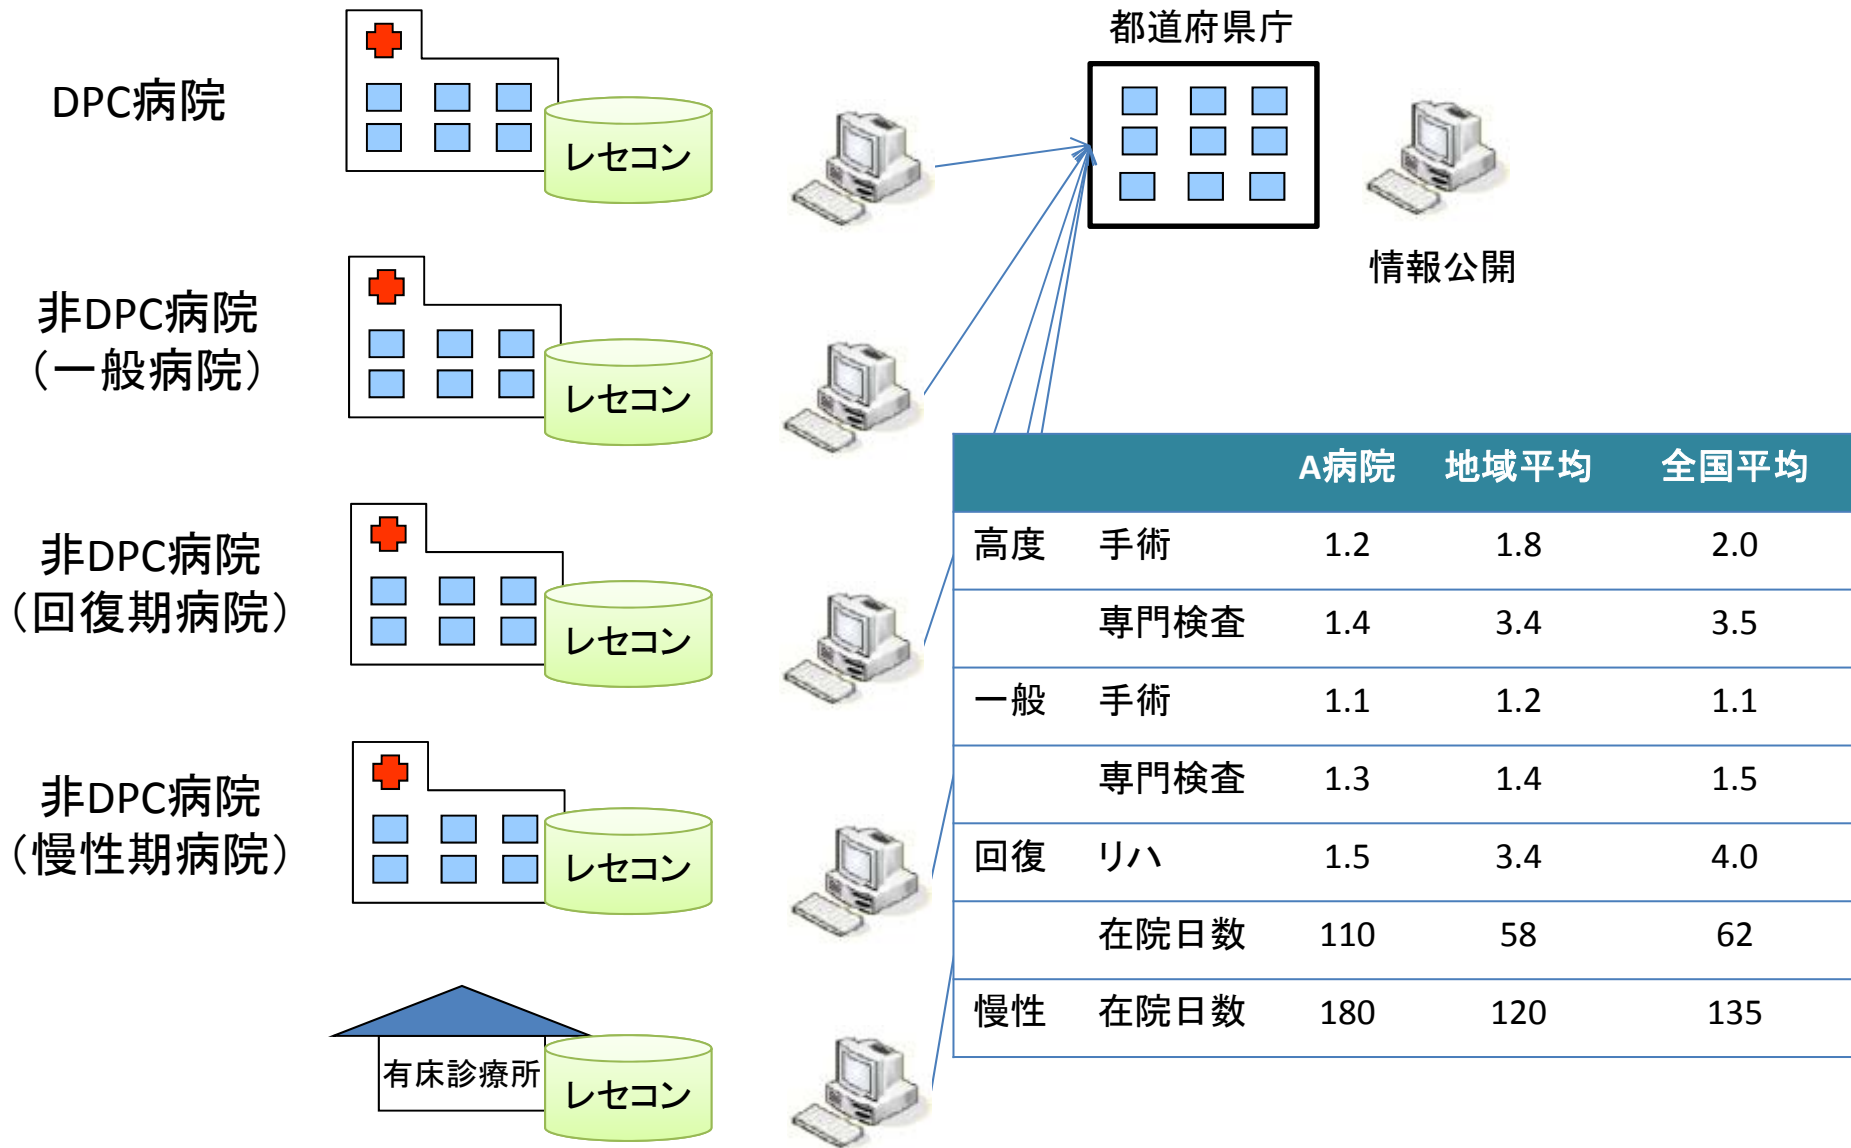 都道府県庁
DPC病院
レセコン
情報公開
非DPC病院
（一般病院）
レセコン
非DPC病院
（回復期病院）
レセコン
非DPC病院
（慢性期病院）
レセコン
有床診療所
レセコン
A病院 地域平均 全国平均
高度 手術 1.2 1.8 2.0
専門検査 1.4 3.4 3.5
一般 手術 1.1 1.2 1.1
専門検査 1.3 1.4 1.5
回復 リハ 1.5 3.4 4.0
在院日数 110 58 62
慢性 在院日数 180 120 135